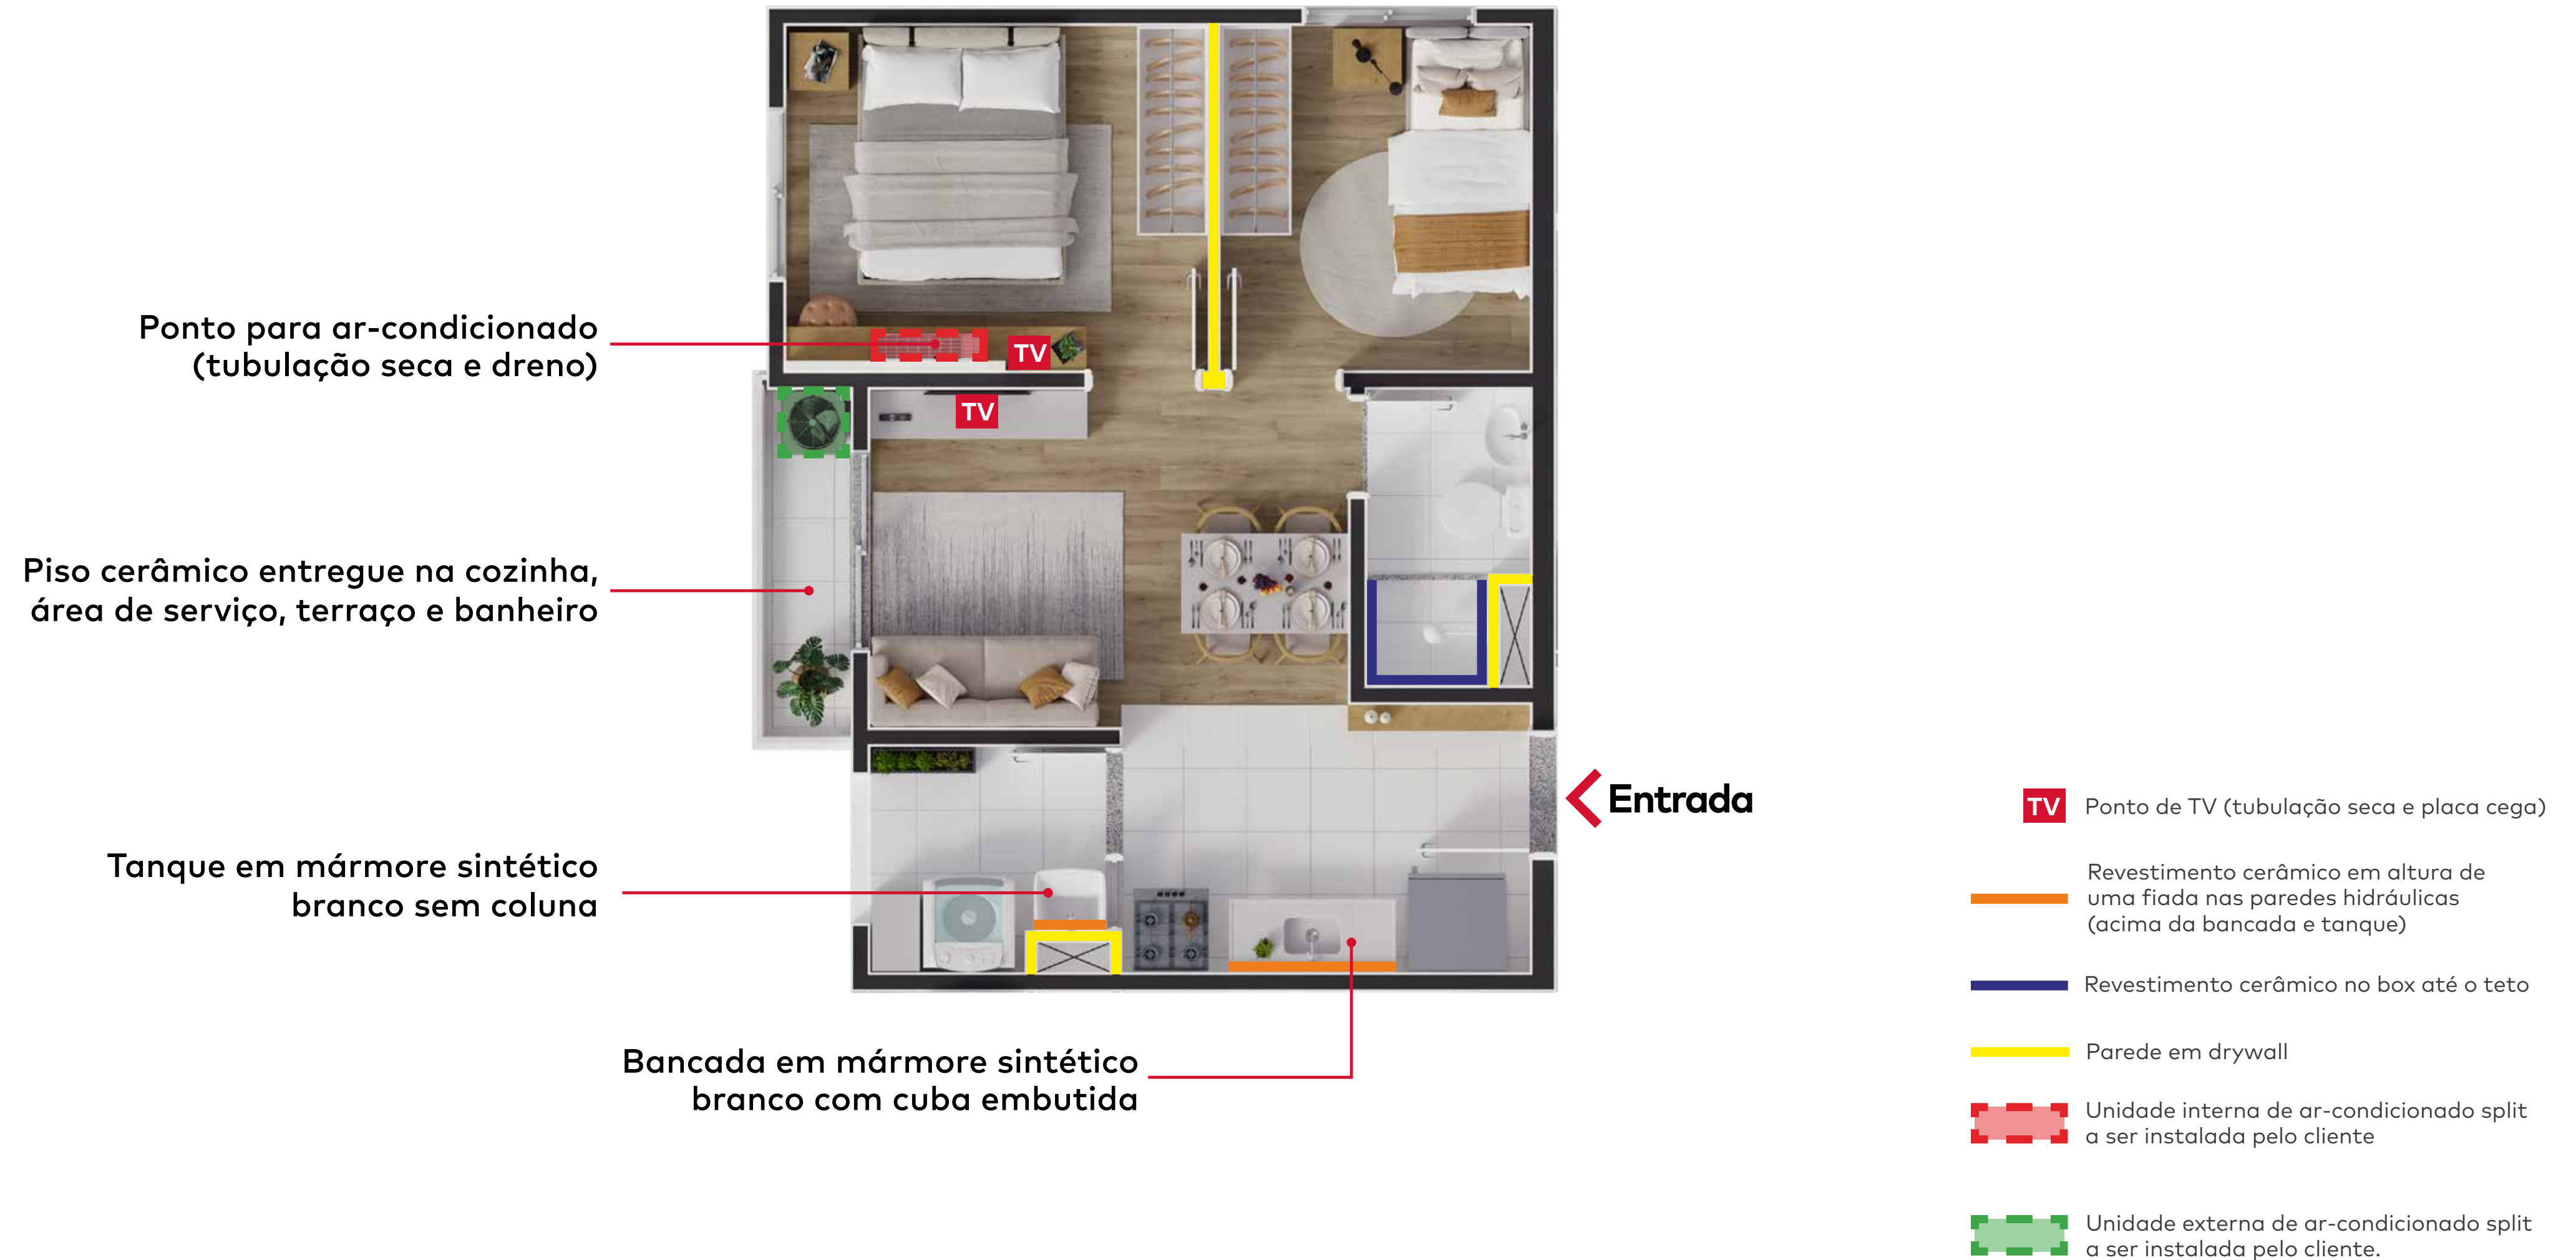 Ponto para ar-condicionado
(tubulação seca e dreno)
TV
TV
Piso cerâmico entregue na cozinha,
área de serviço, terraço e banheiro
Entrada
Tanque em mármore sintético
branco sem coluna
Bancada em mármore sintético
branco com cuba embutida
TV Ponto de TV (tubulação seca e placa cega)
Revestimento cerâmico em altura de
uma fiada nas paredes hidráulicas
(acima da bancada e tanque)
Revestimento cerâmico no box até o teto
Parede em drywall
Unidade interna de ar-condicionado split
a ser instalada pelo cliente
Unidade externa de ar-condicionado split
a ser instalada pelo cliente.